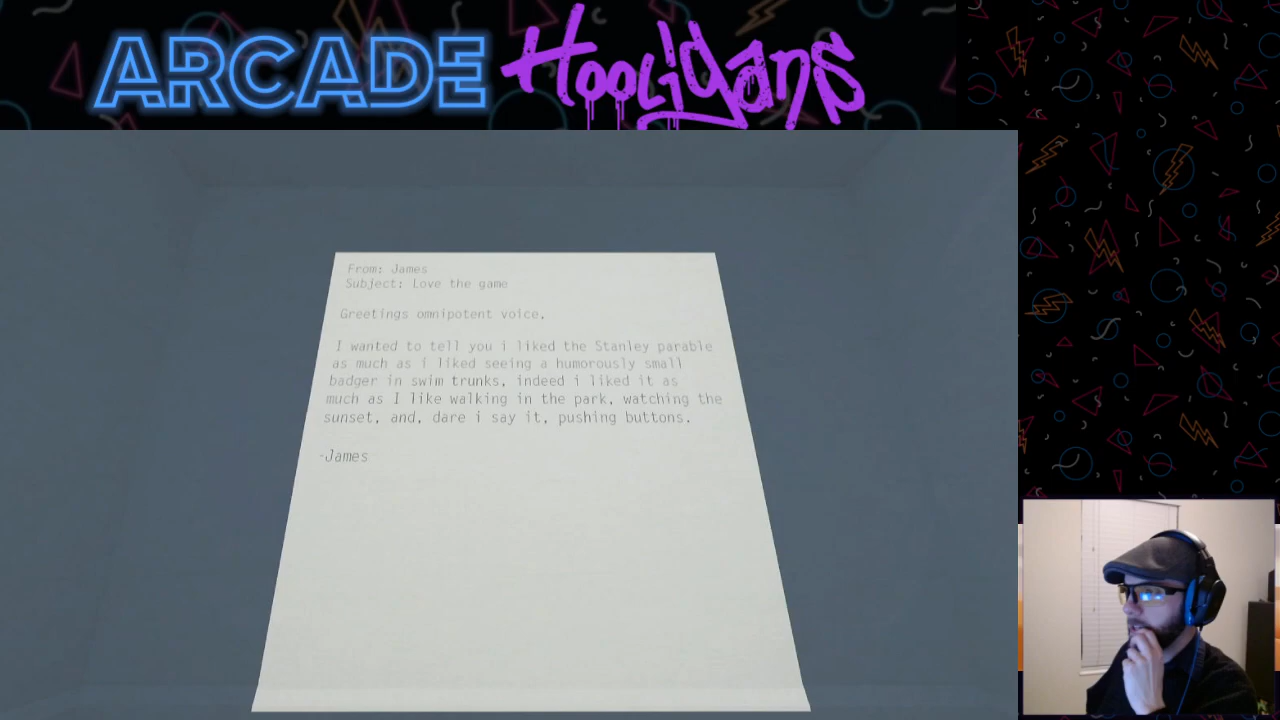 ARCADE Hooligans
From: James
Subject: Love the game
Greetings omnipotent voice,
I wanted to tell you i liked the Stanley parable
as much as i liked seeing a humorously small
badger in swim trunks, indeed i liked it as
much as I like walking in the park, watching the
sunset, and, dare i say it, pushing buttons.
-James